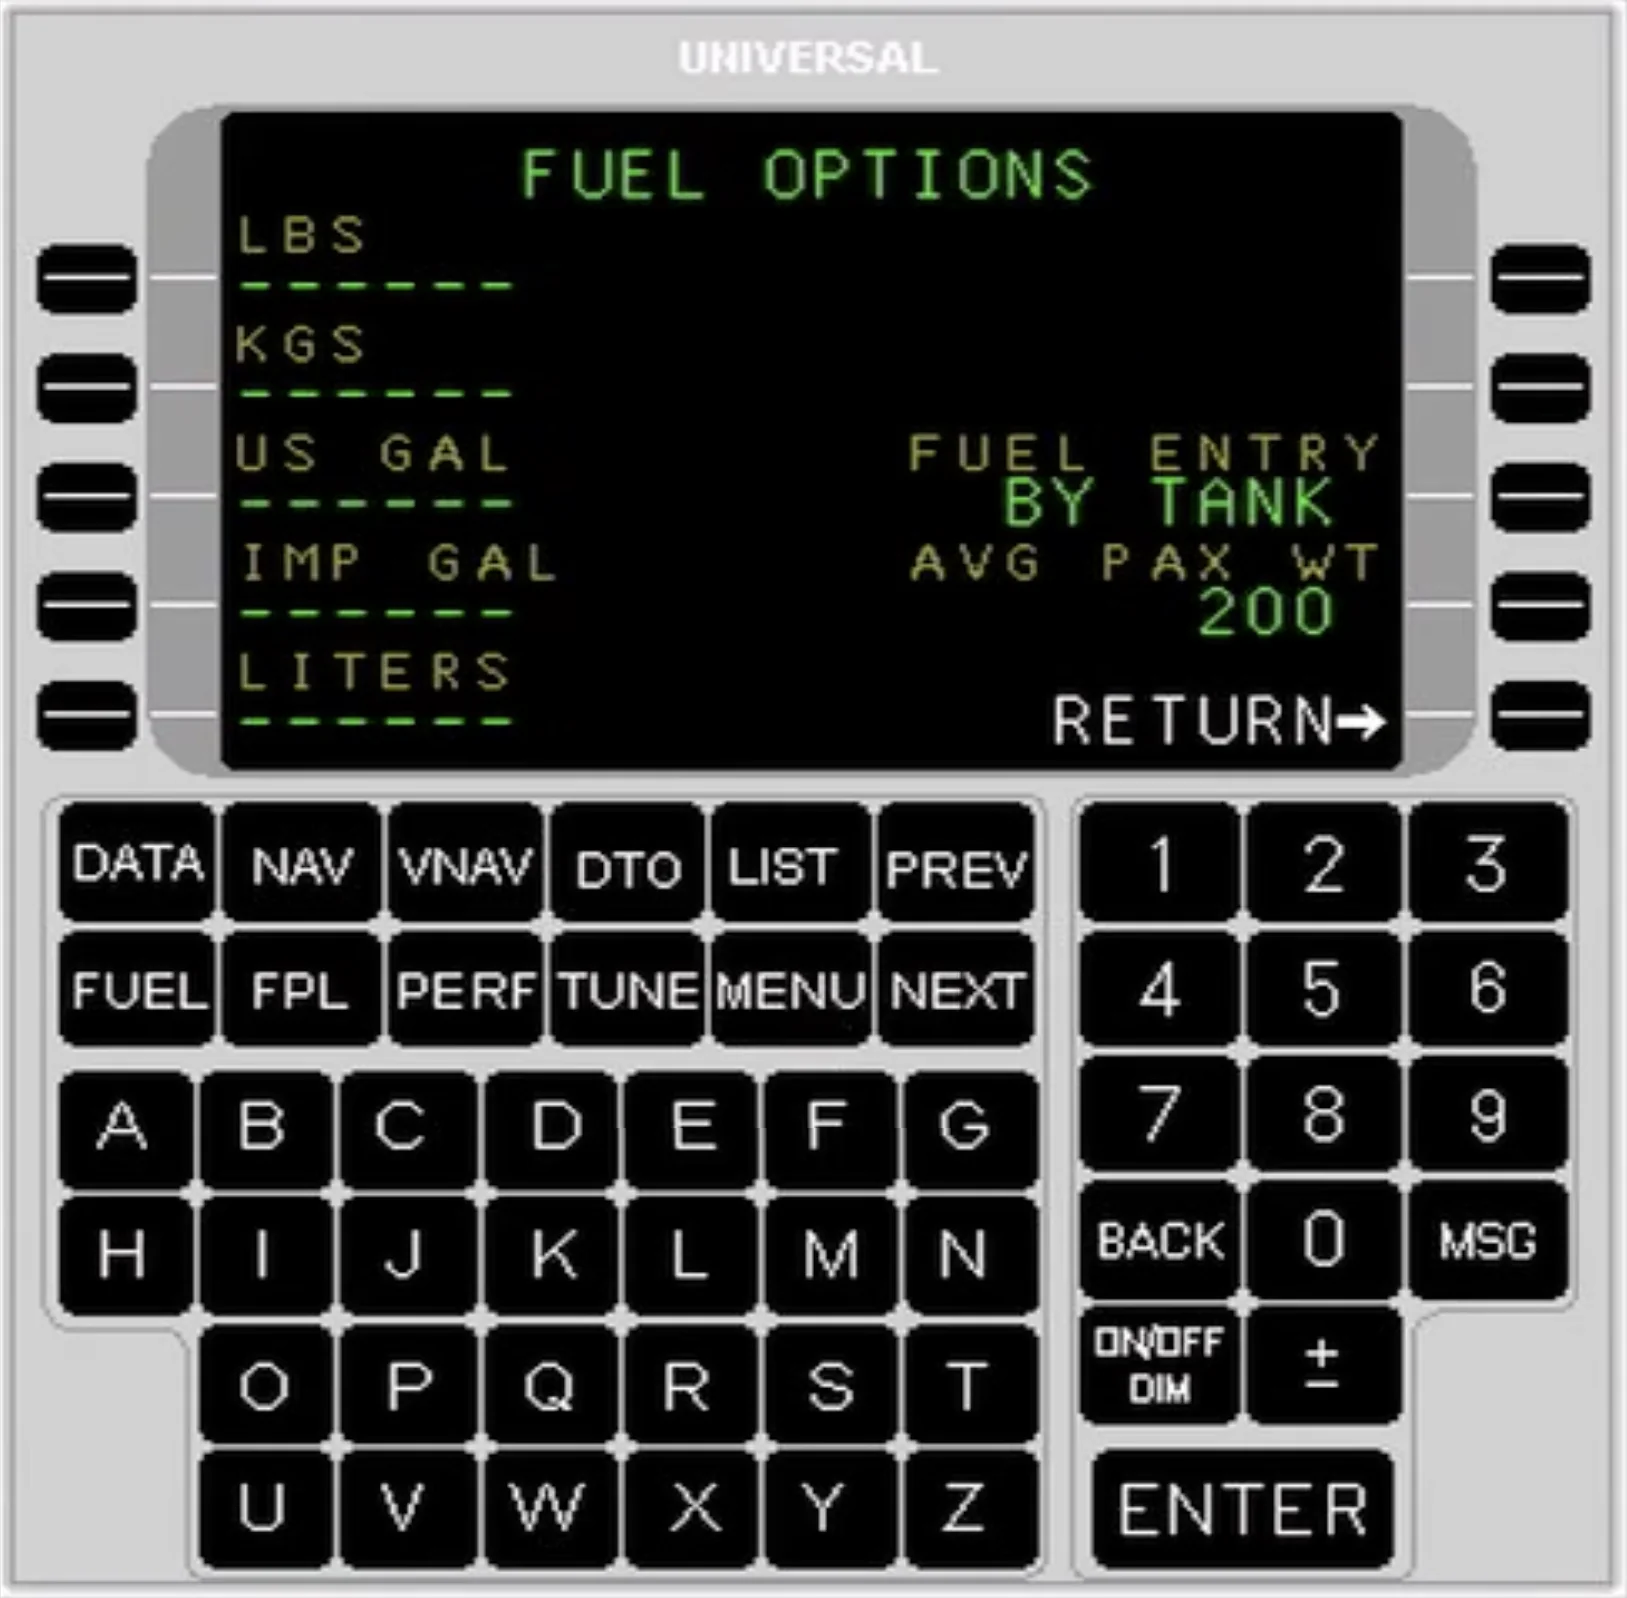 UNIVERSAL
FUEL OPTIONS
LBS
------
KGS
------
US GAL FUEL ENTRY
------ BY TANK
IMP GAL AVG PAX WT
------ 200
LITERS
------ RETURN→
DATA NAV VNAV DTO LIST PREV 1 2 3
FUEL FPL PERF TUNE MENU NEXT 4 5 6
A B C D E F G 7 8 9
H I J K L M N BACK 0 MSG
O P Q R S T ON/OFF DIM ±
U V W X Y Z ENTER